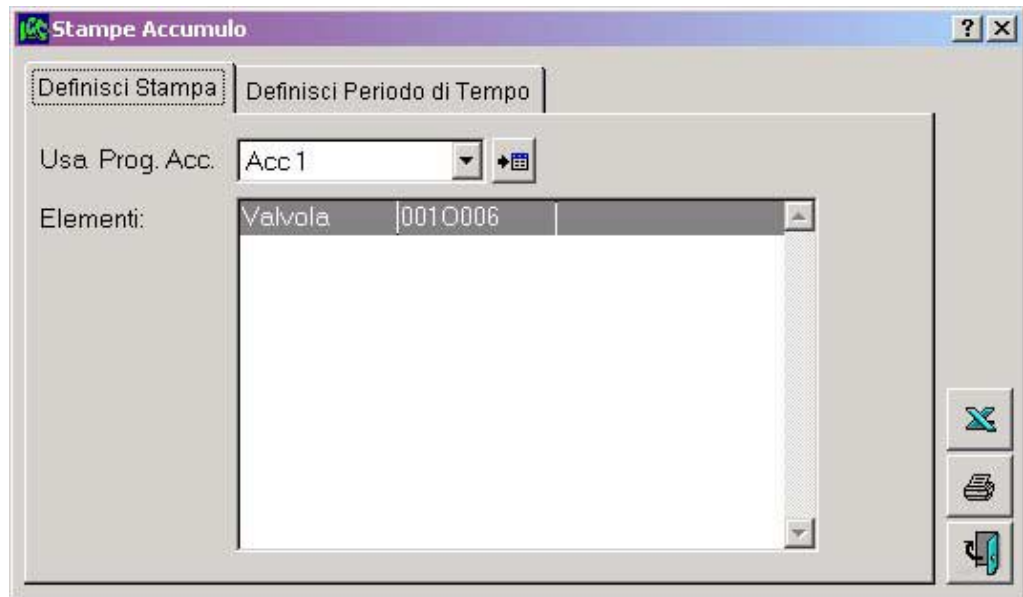 Stampe Accumulo
Definisci Stampa Definisci Periodo di Tempo
Usa Prog. Acc. Acc 1
Elementi: Valvola 001O006